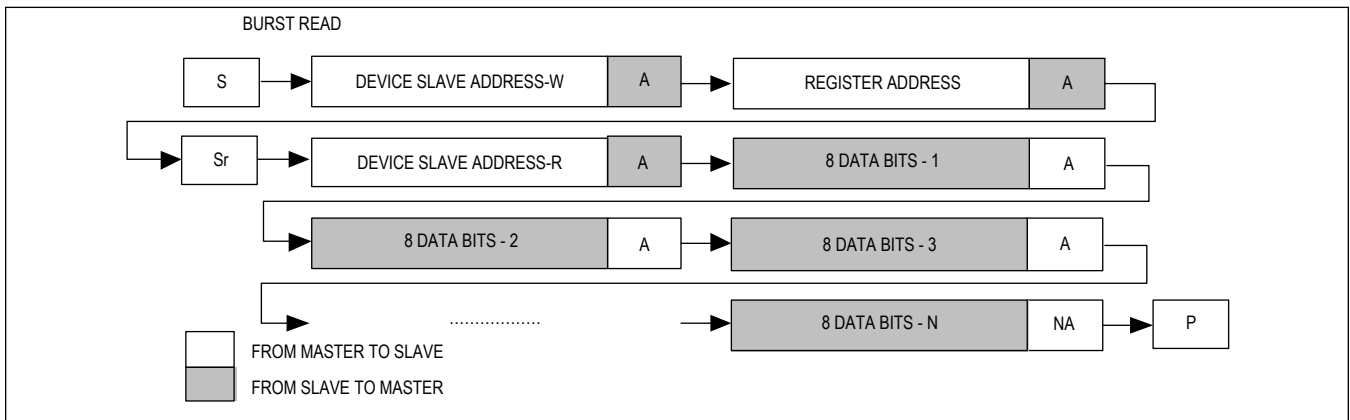 BURST READ
S DEVICE SLAVE ADDRESS-W A REGISTER ADDRESS A
Sr DEVICE SLAVE ADDRESS-R A 8 DATA BITS - 1 A
8 DATA BITS - 2 A 8 DATA BITS - 3 A
.................. 8 DATA BITS - N NA P
FROM MASTER TO SLAVE
FROM SLAVE TO MASTER